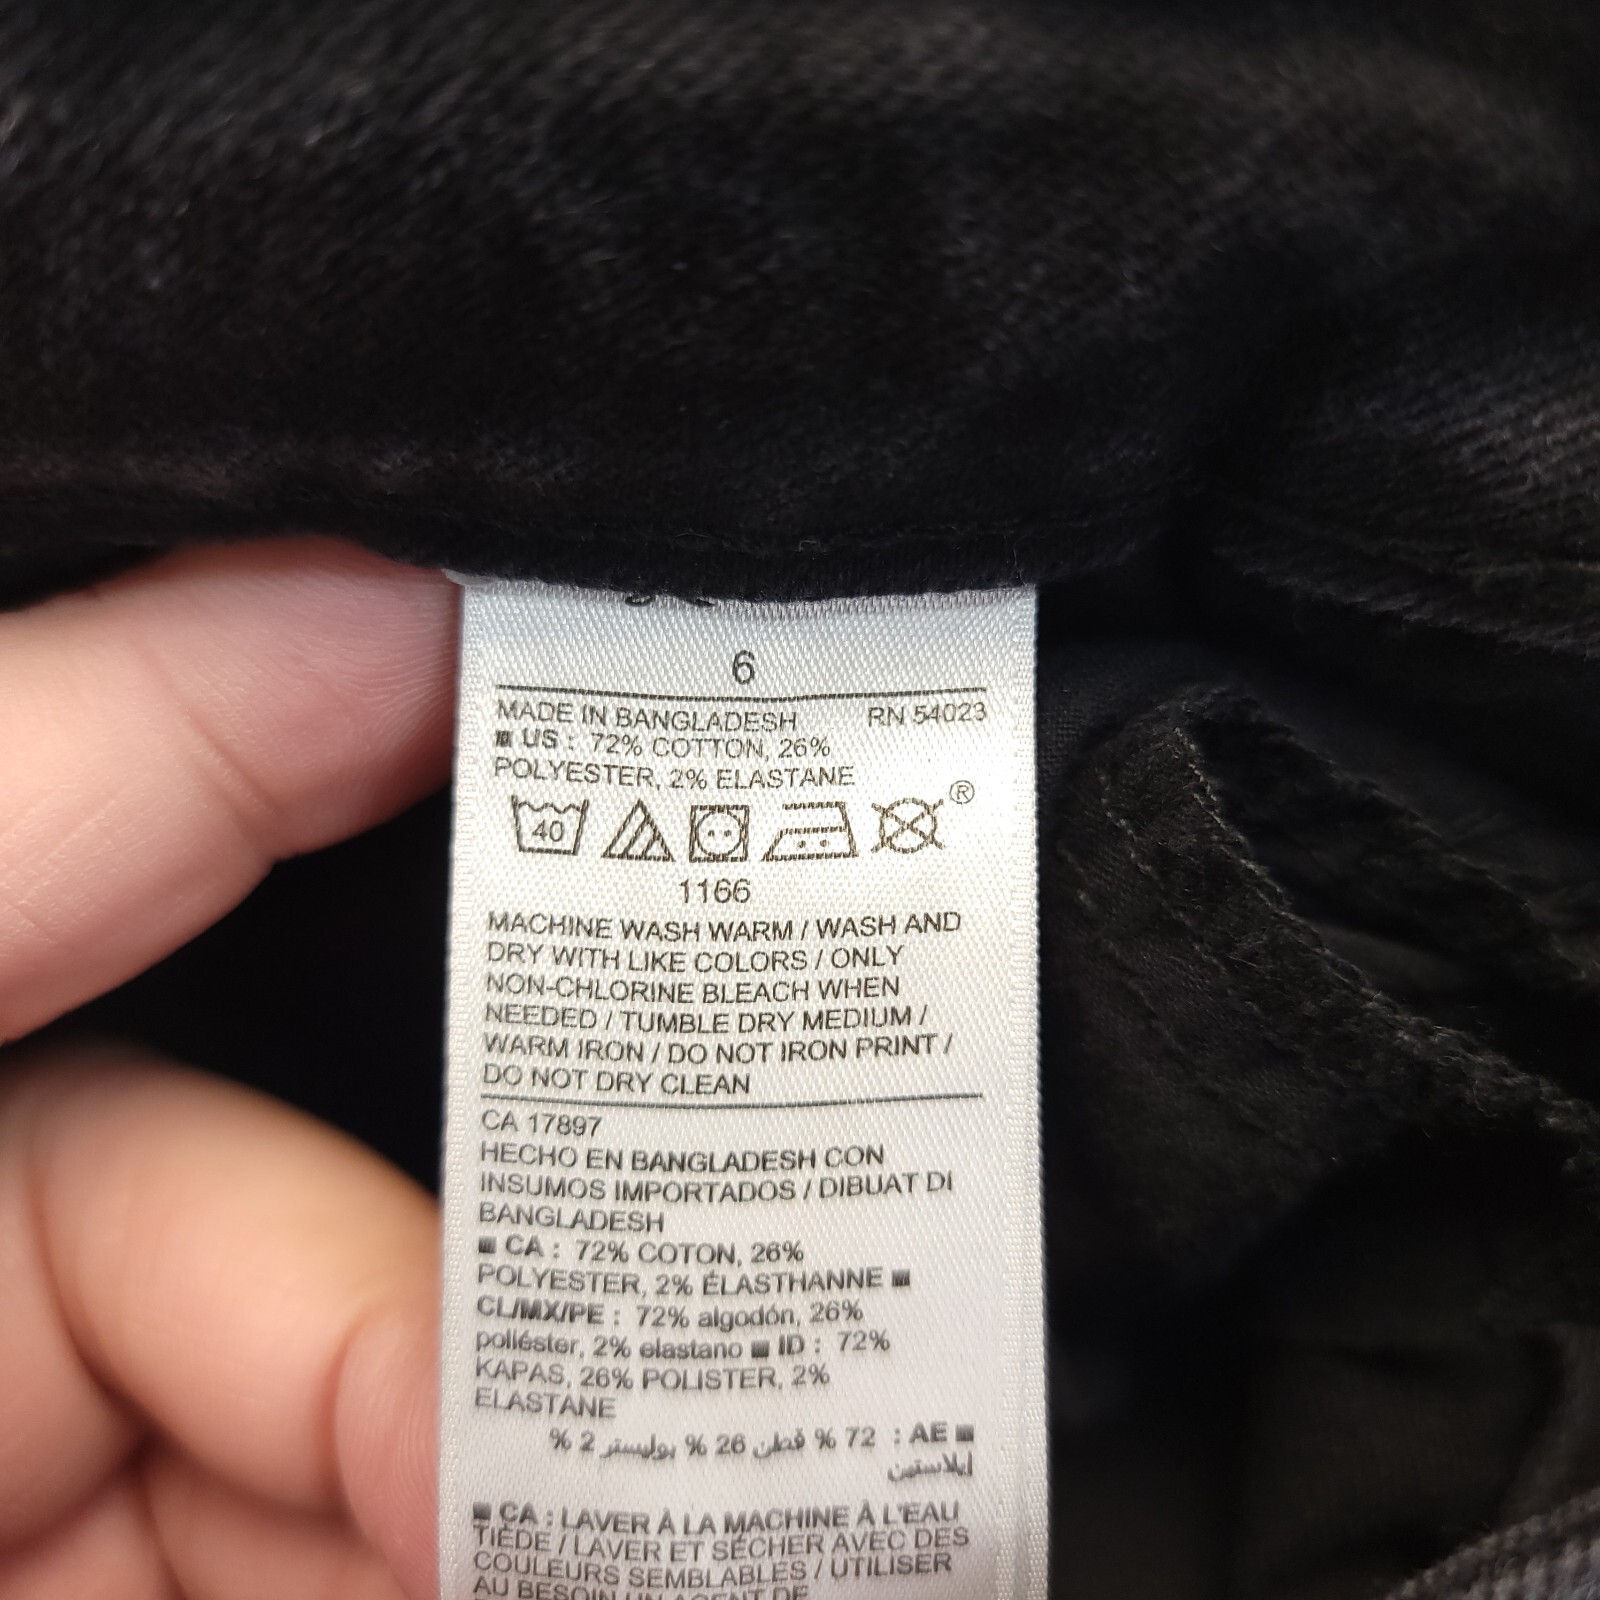 6
MADE IN BANGLADESH RN 54023
■ US : 72% COTTON, 26%
POLYESTER, 2% ELASTANE
40 ®
1166
MACHINE WASH WARM / WASH AND
DRY WITH LIKE COLORS / ONLY
NON-CHLORINE BLEACH WHEN
NEEDED / TUMBLE DRY MEDIUM /
WARM IRON / DO NOT IRON PRINT /
DO NOT DRY CLEAN
CA 17897
HECHO EN BANGLADESH CON
INSUMOS IMPORTADOS / DIBUAT DI
BANGLADESH
■ CA : 72% COTON, 26%
POLYESTER, 2% ÉLASTHANNE ■
CL/MX/PE : 72% algodón, 26%
poliéster, 2% elastano ■ ID : 72%
KAPAS, 26% POLISTER, 2%
ELASTANE
■ AE : 72 % قطن 26 % بوليستر 2 %
إيلاستين
■ CA : LAVER À LA MACHINE À L'EAU
TIÈDE / LAVER ET SÉCHER AVEC DES
COULEURS SEMBLABLES / UTILISER
AU BESOIN UN AGENT DE